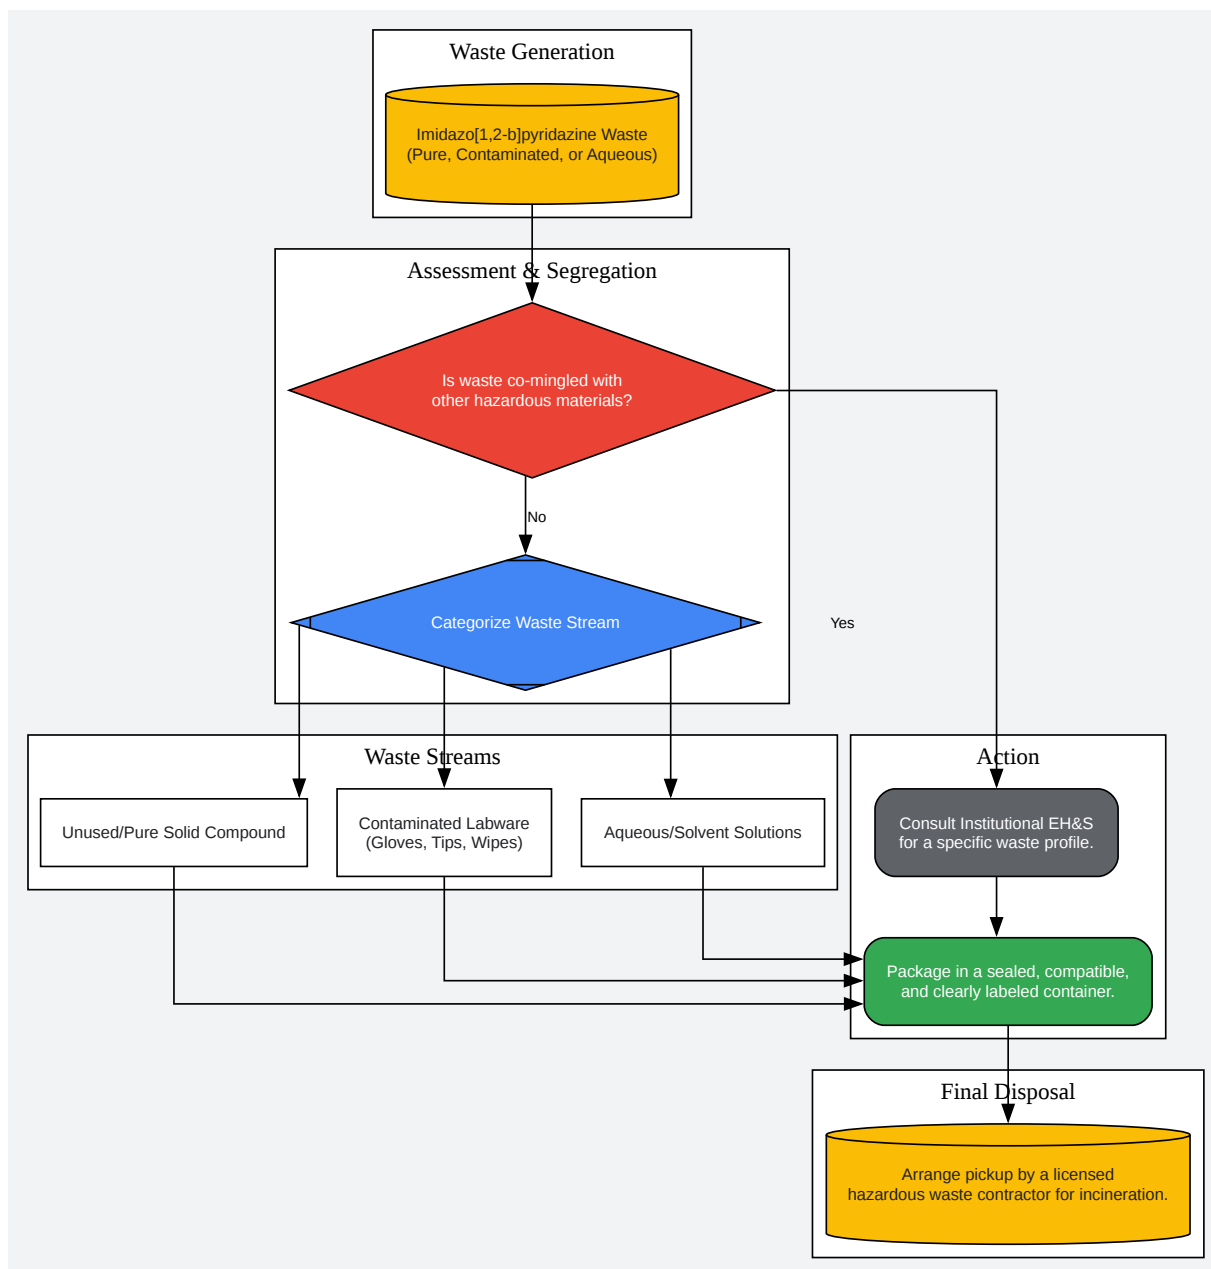 Waste Generation
Imidazo[1,2-b]pyridazine Waste
(Pure, Contaminated, or Aqueous)
Assessment & Segregation
Is waste co-mingled with
other hazardous materials?
No
Categorize Waste Stream
Yes
Waste Streams
Unused/Pure Solid Compound
Contaminated Labware
(Gloves, Tips, Wipes)
Aqueous/Solvent Solutions
Action
Consult Institutional EH&S
for a specific waste profile.
Package in a sealed, compatible,
and clearly labeled container.
Final Disposal
Arrange pickup by a licensed
hazardous waste contractor for incineration.